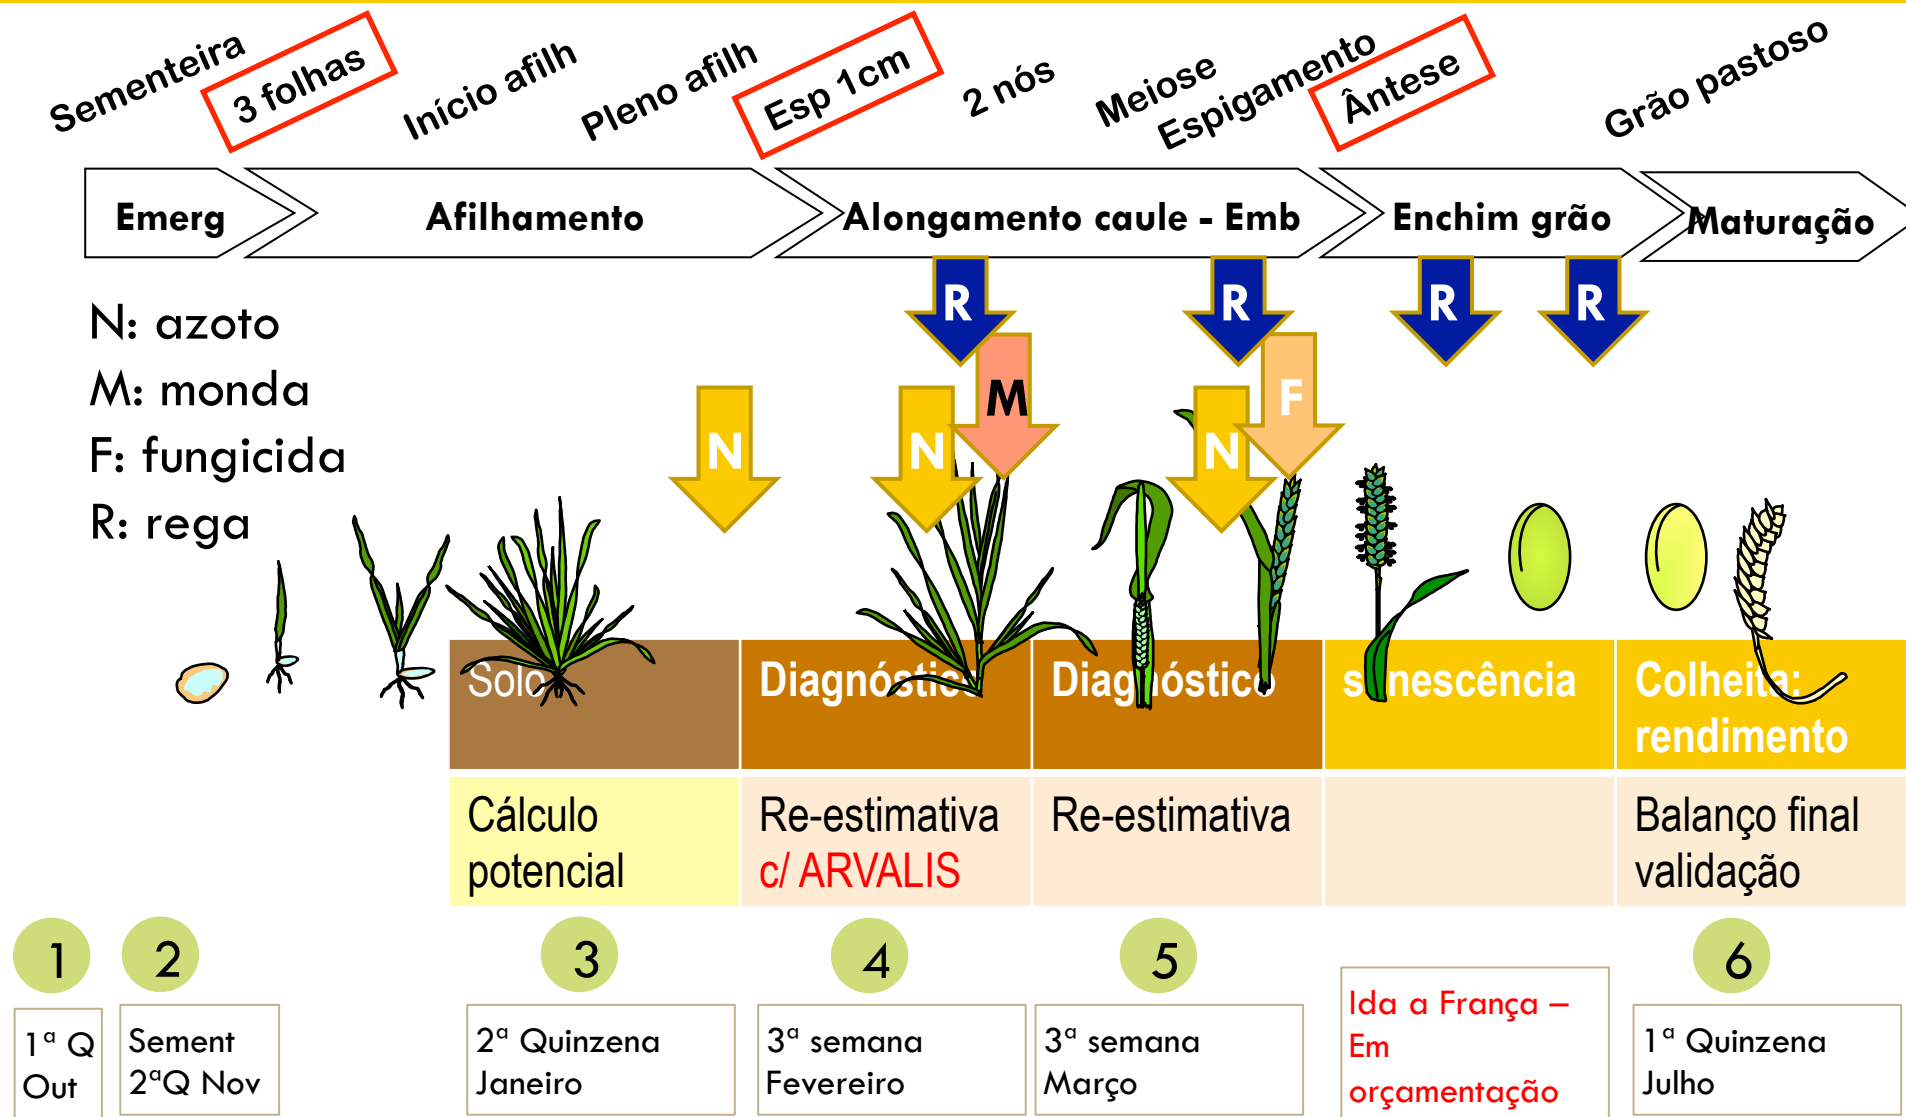 Sementeira
3 folhas
Início afilh
Pleno afilh
Esp 1cm
2 nós
Meiose
Espigamento
Ântese
Grão pastoso
Emerg
Afilhamento
Alongamento caule - Emb
Enchim grão
Maturação
R
R
R
R
N: azoto
M: monda
F: fungicida
R: rega
N
N
M
N
F
Solo
Diagnóstico
Diagnóstico
senescência
Colheita:
rendimento
Cálculo
potencial
Re-estimativa
c/ ARVALIS
Re-estimativa
Balanço final
validação
1
2
3
4
5
6
1ª Q
Out
Sement
2ªQ Nov
2ª Quinzena
Janeiro
3ª semana
Fevereiro
3ª semana
Março
Ida a França –
Em
orçamentação
1ª Quinzena
Julho